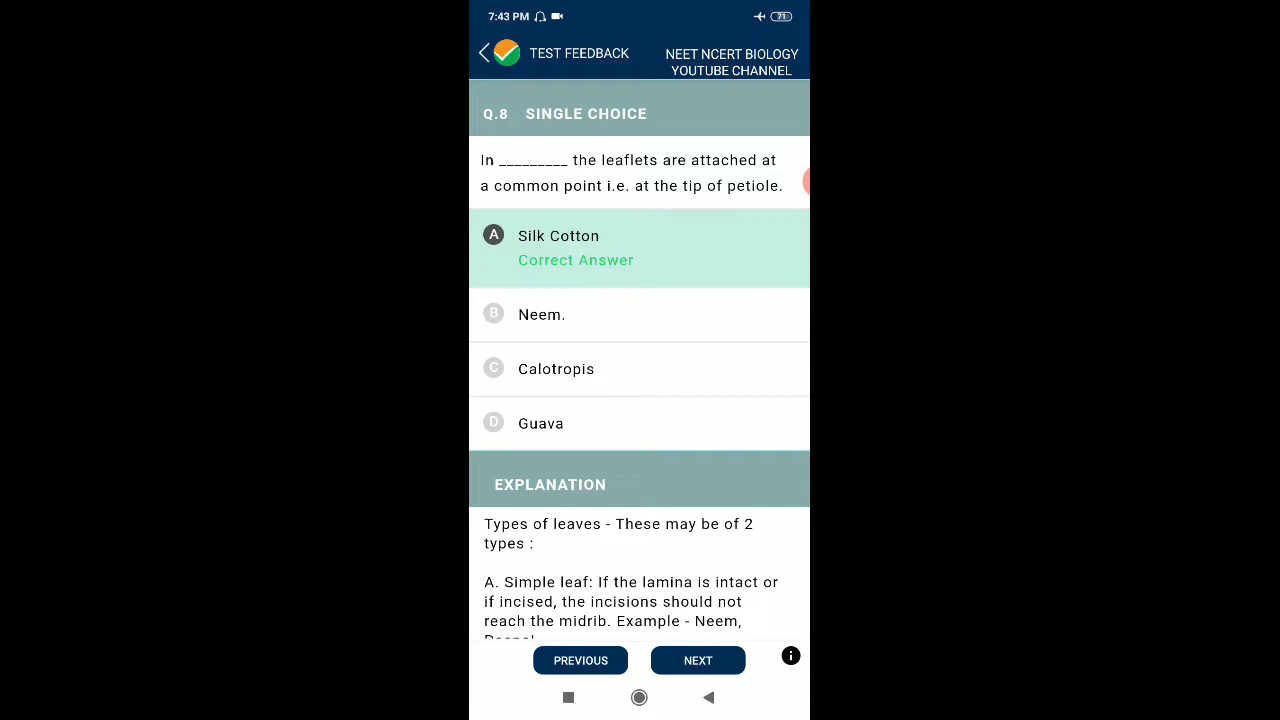 7:43 PM
71
TEST FEEDBACK
NEET NCERT BIOLOGY
YOUTUBE CHANNEL
Q.8 SINGLE CHOICE
In _________ the leaflets are attached at
a common point i.e. at the tip of petiole.
A Silk Cotton
Correct Answer
B Neem.
C Calotropis
D Guava
EXPLANATION
Types of leaves - These may be of 2
types :
A. Simple leaf: If the lamina is intact or
if incised, the incisions should not
reach the midrib. Example - Neem,
PREVIOUS
NEXT